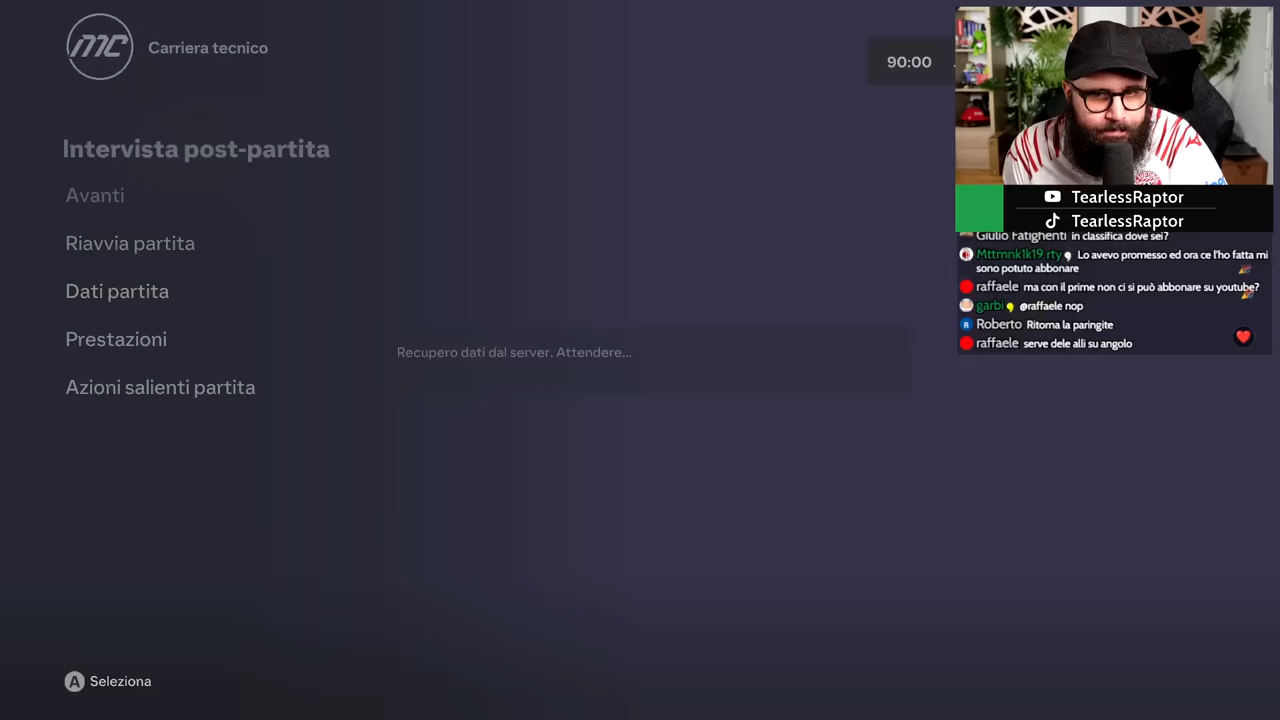 MC
Carriera tecnico
90:00
Intervista post-partita
Avanti
Riavvia partita
Dati partita
Prestazioni
Azioni salienti partita
Recupero dati dal server. Attendere...
A Seleziona
TearlessRaptor
TearlessRaptor
Giulio Fatighenti in classifica dove sei?
Mttmnk1k19 rty Lo avevo promesso ed ora ce l'ho fatta mi
sono potuto abbonare
raffaele ma con il prime non ci si può abbonare su youtube?
garbi @raffaele nop
R Roberto Ritorna la paringite
raffaele serve dele alli su angolo